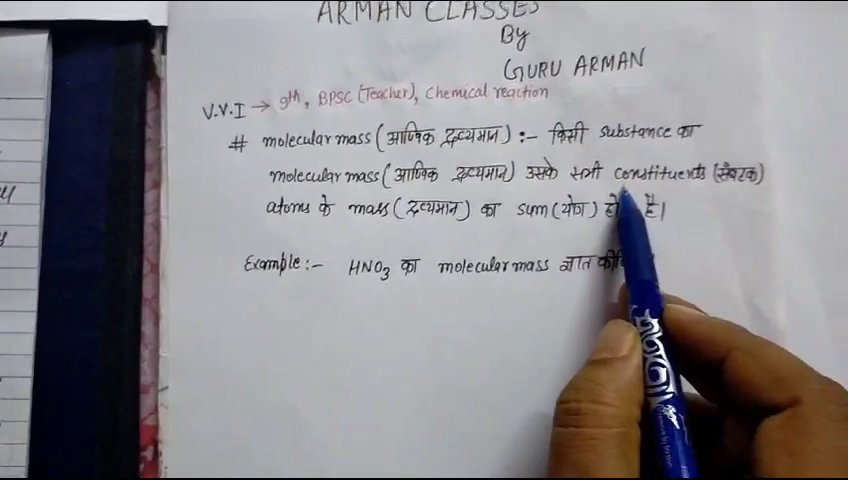 ARMAN CLASSES
By
GURU ARMAN
V.V.I → 9th, BPSC (Teacher), Chemical reaction
# molecular mass (आण्विक द्रव्यमान) :- किसी substance का
molecular mass (आण्विक द्रव्यमान) उसके सभी constituents (संघटक)
atoms के mass (द्रव्यमान) का sum (योग) है।
Example :- HNO3 का molecular mass ज्ञात